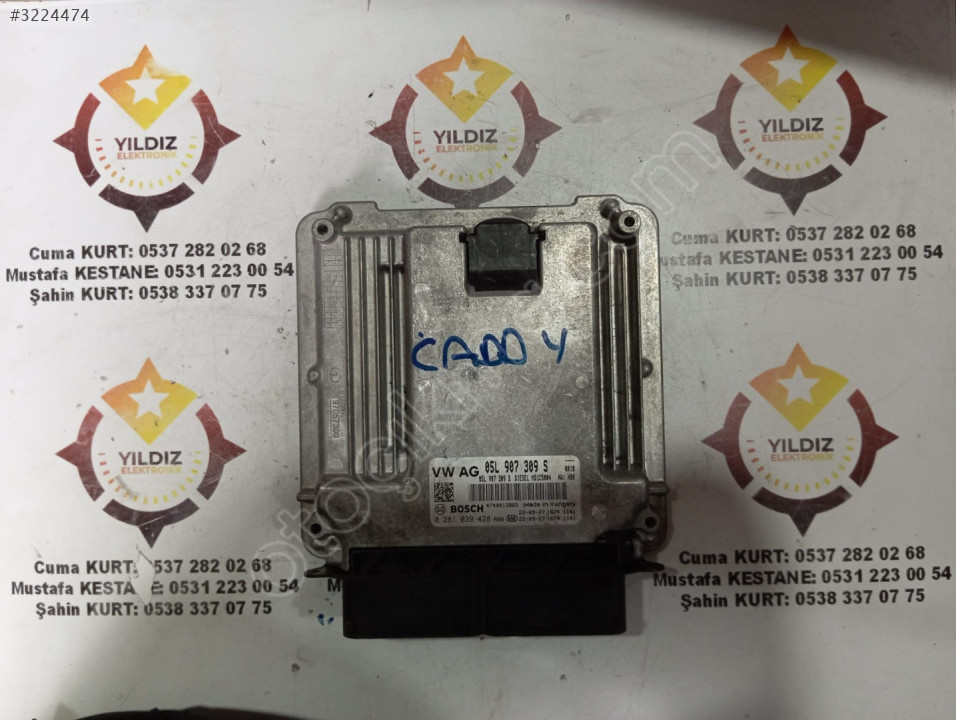 #3224474
YILDIZ
ELEKTRONİK
YILDIZ
ELEKTRONİK
YILDIZ
ELEKTRONİK
Cuma KURT: 0537 282 02 68
Mustafa KESTANE: 0531 223 00 54
Şahin KURT: 0538 337 07 75
Cuma KURT: 0537 282 02 68
Mustafa KESTANE: 0531 223 00 54
Şahin KURT: 0538 337 07 75
CADDY
YILDIZ
ELEKTRONİK
YILDIZ
ELEKTRONİK
VW AG 05L 907 309 S
05L 907 309 S DIESEL MD1CS004
BOSCH
Made in Hungary
0 281 039 428
Cuma KURT: 0537 282 02 68
Mustafa KESTANE: 0531 223 00 54
Şahin KURT: 0538 337 07 75
Cuma KURT: 0537 282 02 68
Mustafa KESTANE: 0531 223 00 54
Şahin KURT: 0538 337 07 75